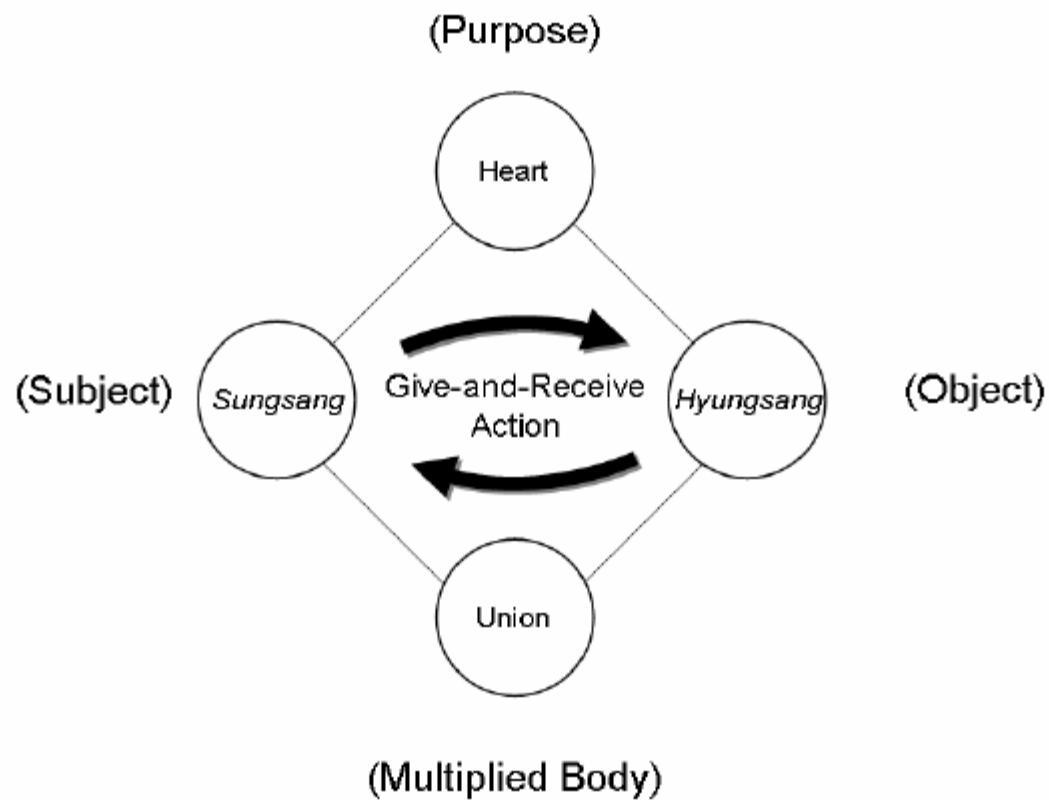 (Purpose)
Heart
(Subject)
Sungsang
Give-and-Receive
Action
Hyungsang
(Object)
Union
(Multiplied Body)